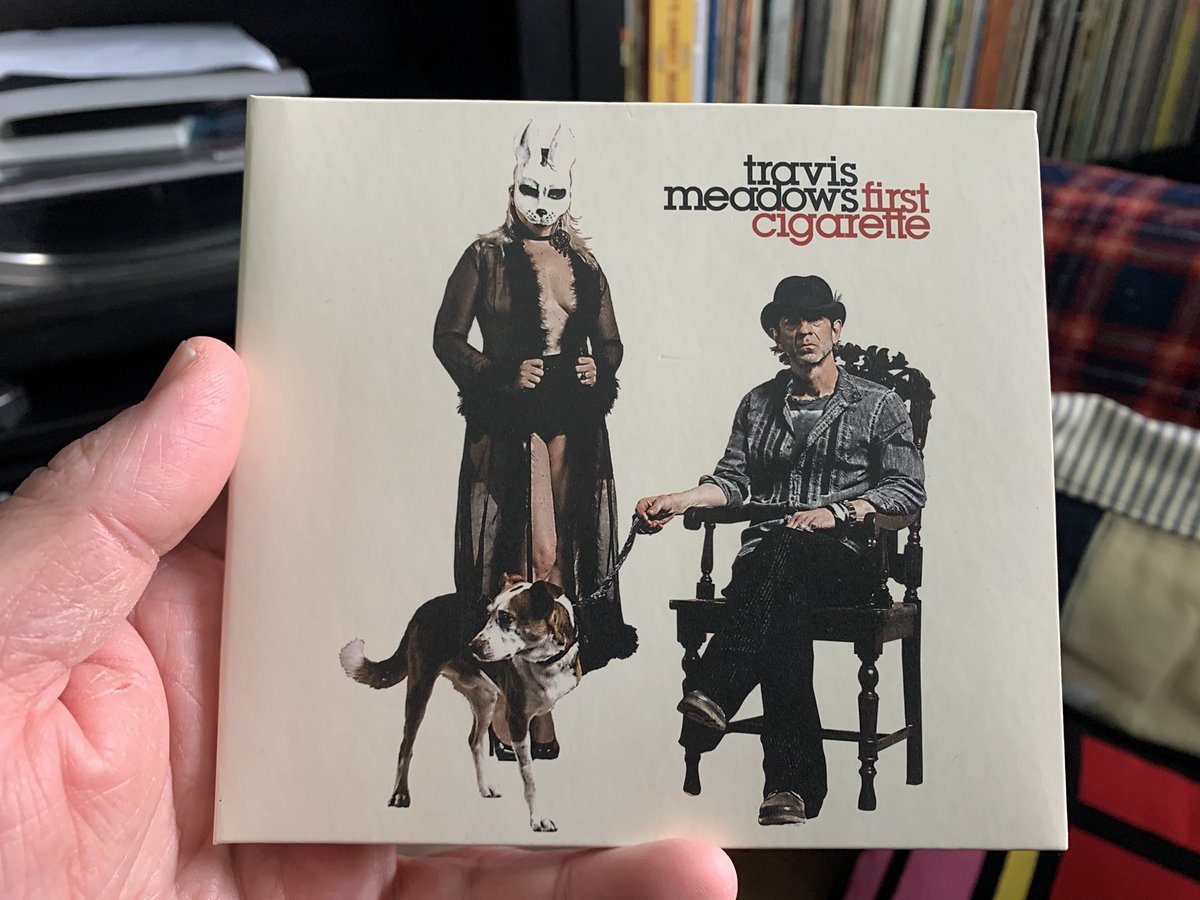 travis
meadows first
cigarette